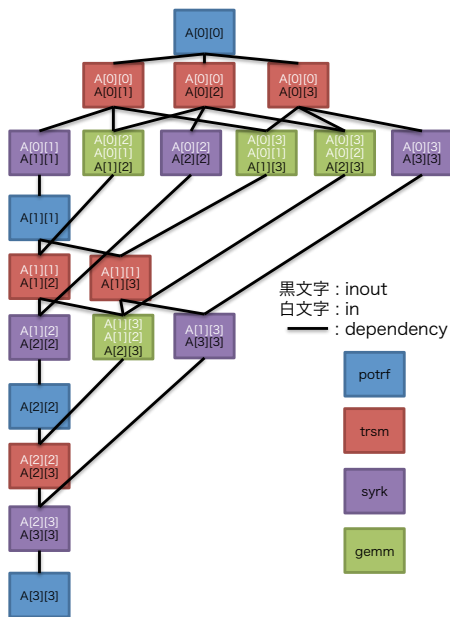 A[0][0]
A[0][0]
A[0][1]
A[0][0]
A[0][2]
A[0][0]
A[0][3]
A[0][1]
A[1][1]
A[0][2]
A[0][1]
A[1][2]
A[0][2]
A[2][2]
A[0][3]
A[0][1]
A[1][3]
A[0][3]
A[0][2]
A[2][3]
A[0][3]
A[3][3]
A[1][1]
A[1][1]
A[1][2]
A[1][1]
A[1][3]
A[1][2]
A[2][2]
A[1][3]
A[1][2]
A[2][3]
A[1][3]
A[3][3]
黒文字 : inout
白文字 : in
: dependency
A[2][2]
A[2][2]
A[2][3]
A[2][3]
A[3][3]
A[3][3]
potrf
trsm
syrk
gemm